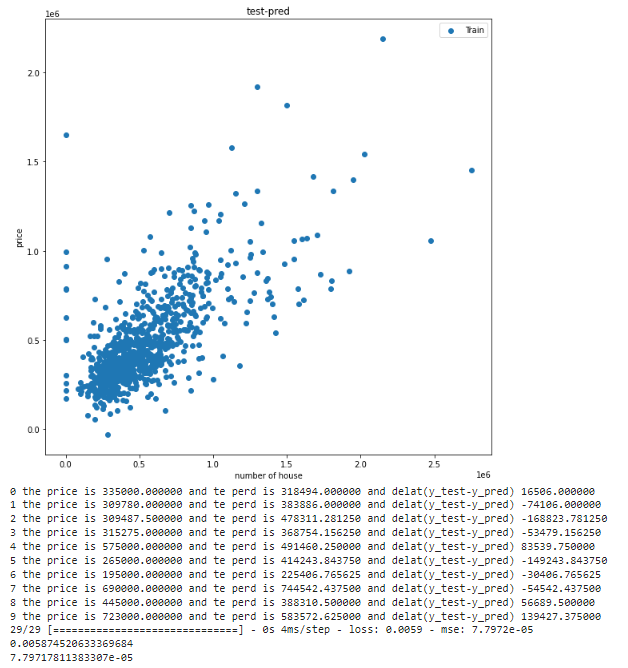 test-pred
1e6
Train
2.0
1.5
1.0
0.5
0.0
price
0.0 0.5 1.0 1.5 2.0 2.5
number of house
1e6
0 the price is 335000.000000 and te perd is 318494.000000 and delat(y_test-y_pred) 16506.000000
1 the price is 309780.000000 and te perd is 383886.000000 and delat(y_test-y_pred) -74106.000000
2 the price is 309487.500000 and te perd is 478311.281250 and delat(y_test-y_pred) -168823.781250
3 the price is 315275.000000 and te perd is 368754.156250 and delat(y_test-y_pred) -53479.156250
4 the price is 575000.000000 and te perd is 491460.250000 and delat(y_test-y_pred) 83539.750000
5 the price is 265000.000000 and te perd is 414243.843750 and delat(y_test-y_pred) -149243.843750
6 the price is 195000.000000 and te perd is 225406.765625 and delat(y_test-y_pred) -30406.765625
7 the price is 690000.000000 and te perd is 744542.437500 and delat(y_test-y_pred) -54542.437500
8 the price is 445000.000000 and te perd is 388310.500000 and delat(y_test-y_pred) 56689.500000
9 the price is 723000.000000 and te perd is 583572.625000 and delat(y_test-y_pred) 139427.375000
29/29 [==============================] - 0s 4ms/step - loss: 0.0059 - mse: 7.7972e-05
0.005874520633369684
7.79717811383307e-05